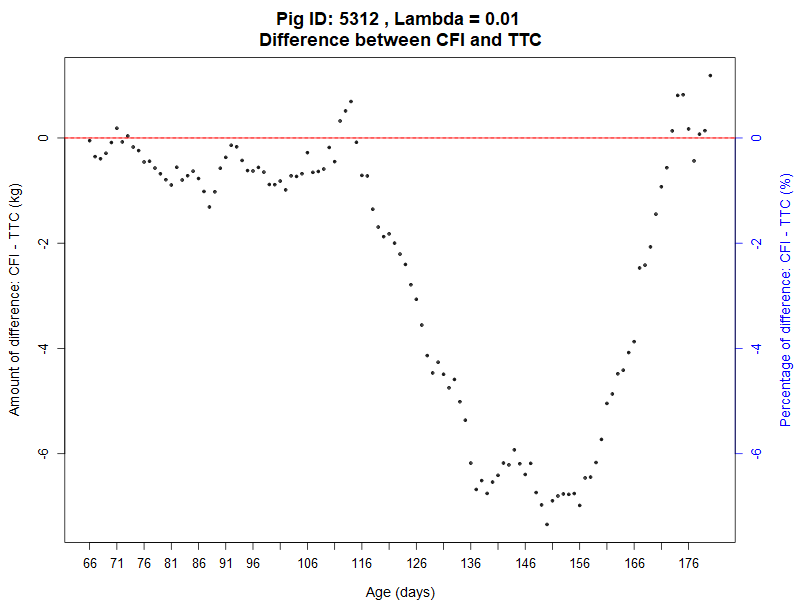 Pig ID: 5312 , Lambda = 0.01
Difference between CFI and TTC
Amount of difference: CFI - TTC (kg)
0
-2
-4
-6
0
-2
-4
-6
Percentage of difference: CFI - TTC (%)
66 71 76 81 86 91 96 106 116 126 136 146 156 166 176
Age (days)